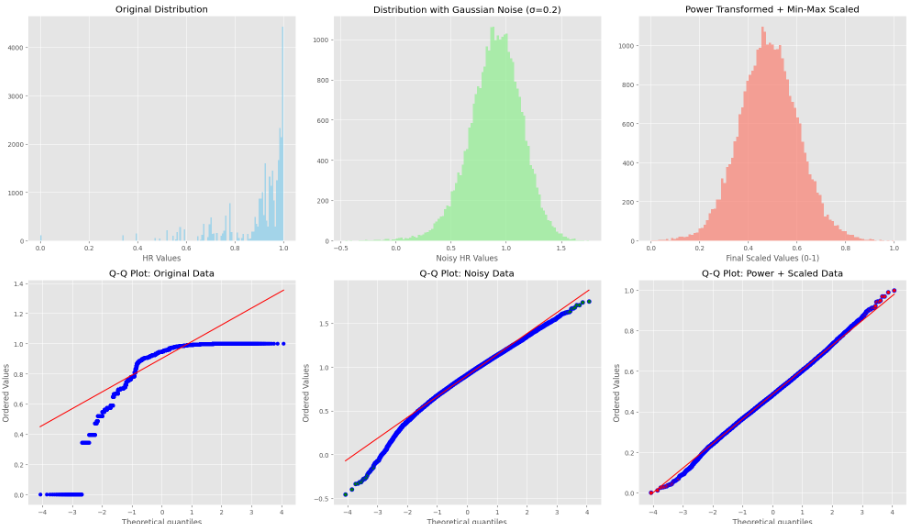 Original Distribution
4000
3000
2000
1000
0
0.0 0.2 0.4 0.6 0.8 1.0
HR Values
Distribution with Gaussian Noise (σ=0.2)
1000
800
600
400
200
0
−0.5 0.0 0.5 1.0 1.5
Noisy HR Values
Power Transformed + Min-Max Scaled
1000
800
600
400
200
0
0.0 0.2 0.4 0.6 0.8 1.0
Final Scaled Values (0-1)
Q-Q Plot: Original Data
Ordered Values
1.4
1.2
1.0
0.8
0.6
0.4
0.2
0.0
−4 −3 −2 −1 0 1 2 3 4
Theoretical quantiles
Q-Q Plot: Noisy Data
Ordered Values
1.5
1.0
0.5
0.0
−0.5
−4 −3 −2 −1 0 1 2 3 4
Theoretical quantiles
Q-Q Plot: Power + Scaled Data
Ordered Values
1.0
0.8
0.6
0.4
0.2
0.0
−4 −3 −2 −1 0 1 2 3 4
Theoretical quantiles